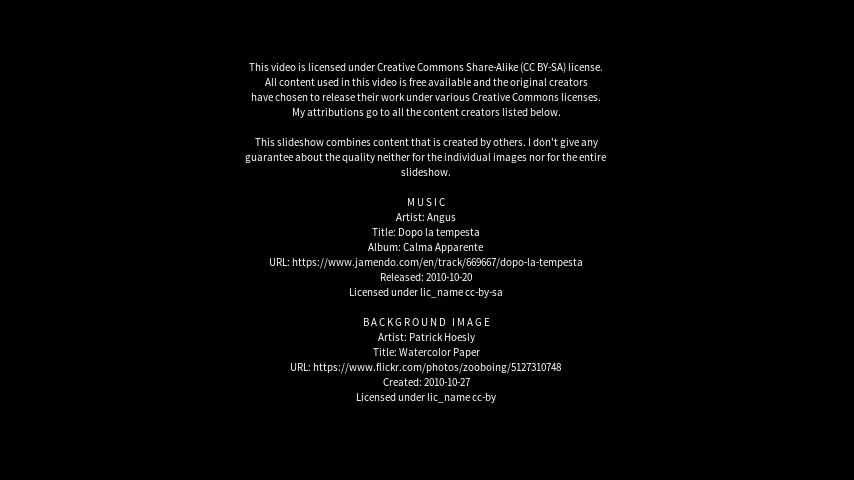 This video is licensed under Creative Commons Share-Alike (CC BY-SA) license.
All content used in this video is free available and the original creators
have chosen to release their work under various Creative Commons licenses.
My attributions go to all the content creators listed below.
This slideshow combines content that is created by others. I don't give any
guarantee about the quality neither for the individual images nor for the entire
slideshow.
MUSIC
Artist: Angus
Title: Dopo la tempesta
Album: Calma Apparente
URL: https://www.jamendo.com/en/track/669667/dopo-la-tempesta
Released: 2010-10-20
Licensed under lic_name cc-by-sa
BACKGROUND IMAGE
Artist: Patrick Hoesly
Title: Watercolor Paper
URL: https://www.flickr.com/photos/zooboing/5127310748
Created: 2010-10-27
Licensed under lic_name cc-by